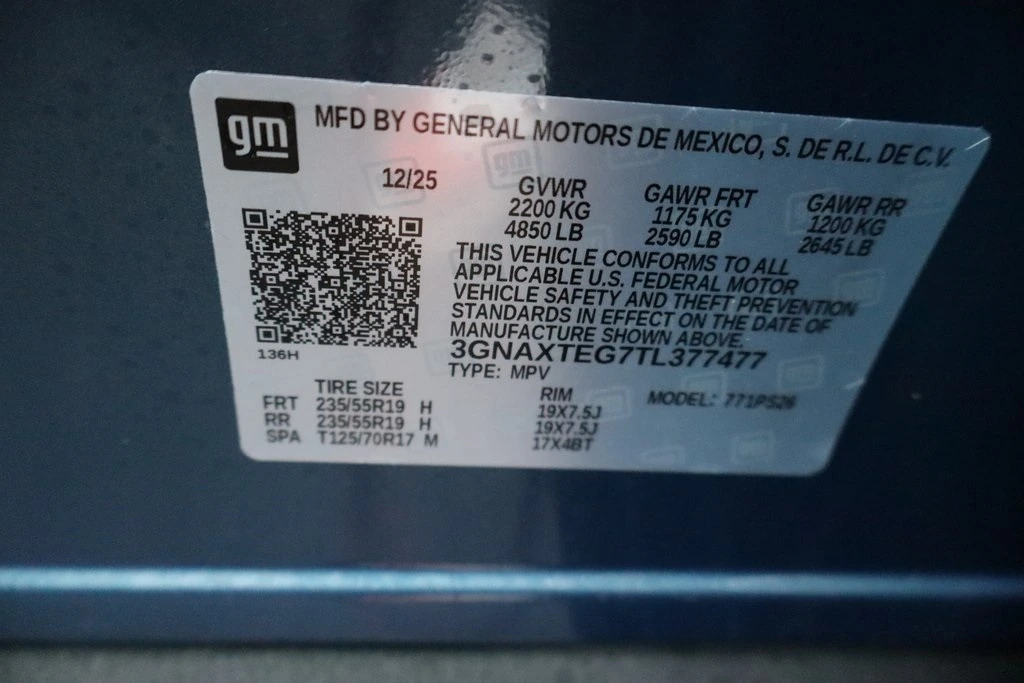 gm MFD BY GENERAL MOTORS DE MEXICO, S. DE R.L. DE C.V.
12/25 GVWR GAWR FRT GAWR RR
2200 KG 1175 KG 1200 KG
4850 LB 2590 LB 2645 LB
THIS VEHICLE CONFORMS TO ALL
APPLICABLE U.S. FEDERAL MOTOR
VEHICLE SAFETY AND THEFT PREVENTION
STANDARDS IN EFFECT ON THE DATE OF
MANUFACTURE SHOWN ABOVE.
136H 3GNAXTEG7TL377477
TYPE: MPV
TIRE SIZE RIM MODEL: 771PS26
FRT 235/55R19 H 19X7.5J
RR 235/55R19 H 19X7.5J
SPA T125/70R17 M 17X4BT